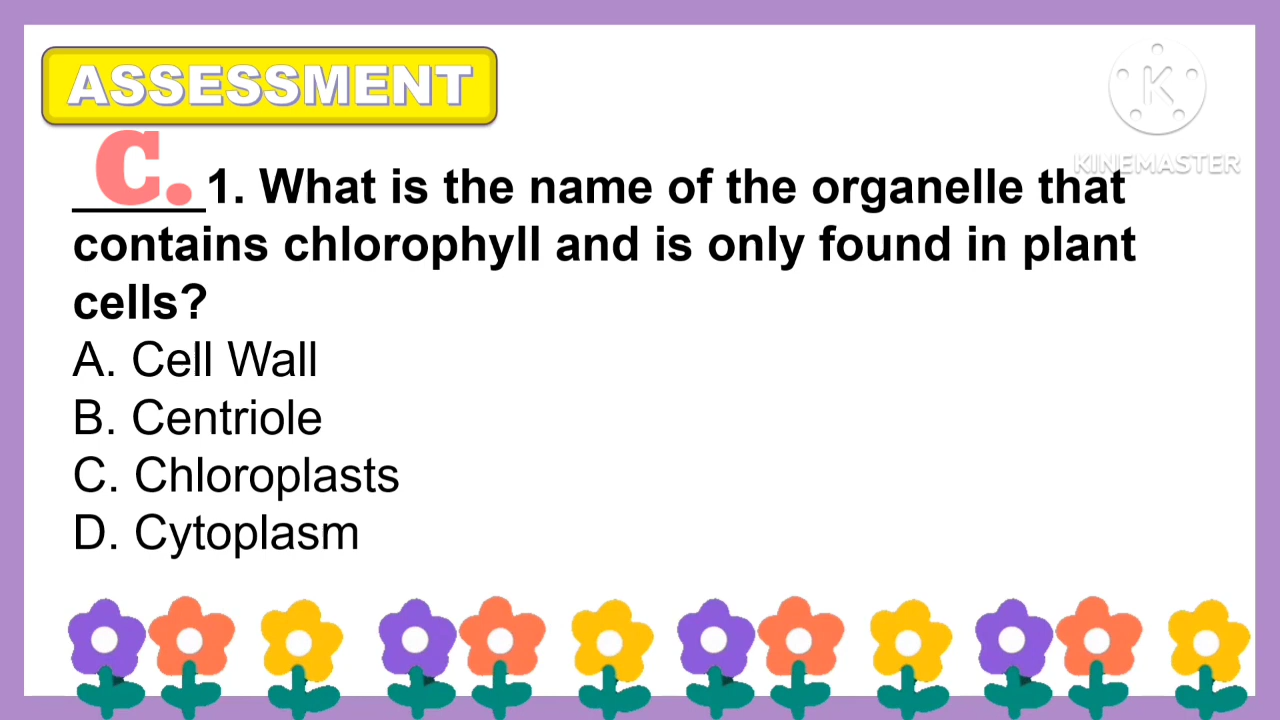 ASSESSMENT
K
KINEMASTER
C.
_____1. What is the name of the organelle that
contains chlorophyll and is only found in plant
cells?
A. Cell Wall
B. Centriole
C. Chloroplasts
D. Cytoplasm